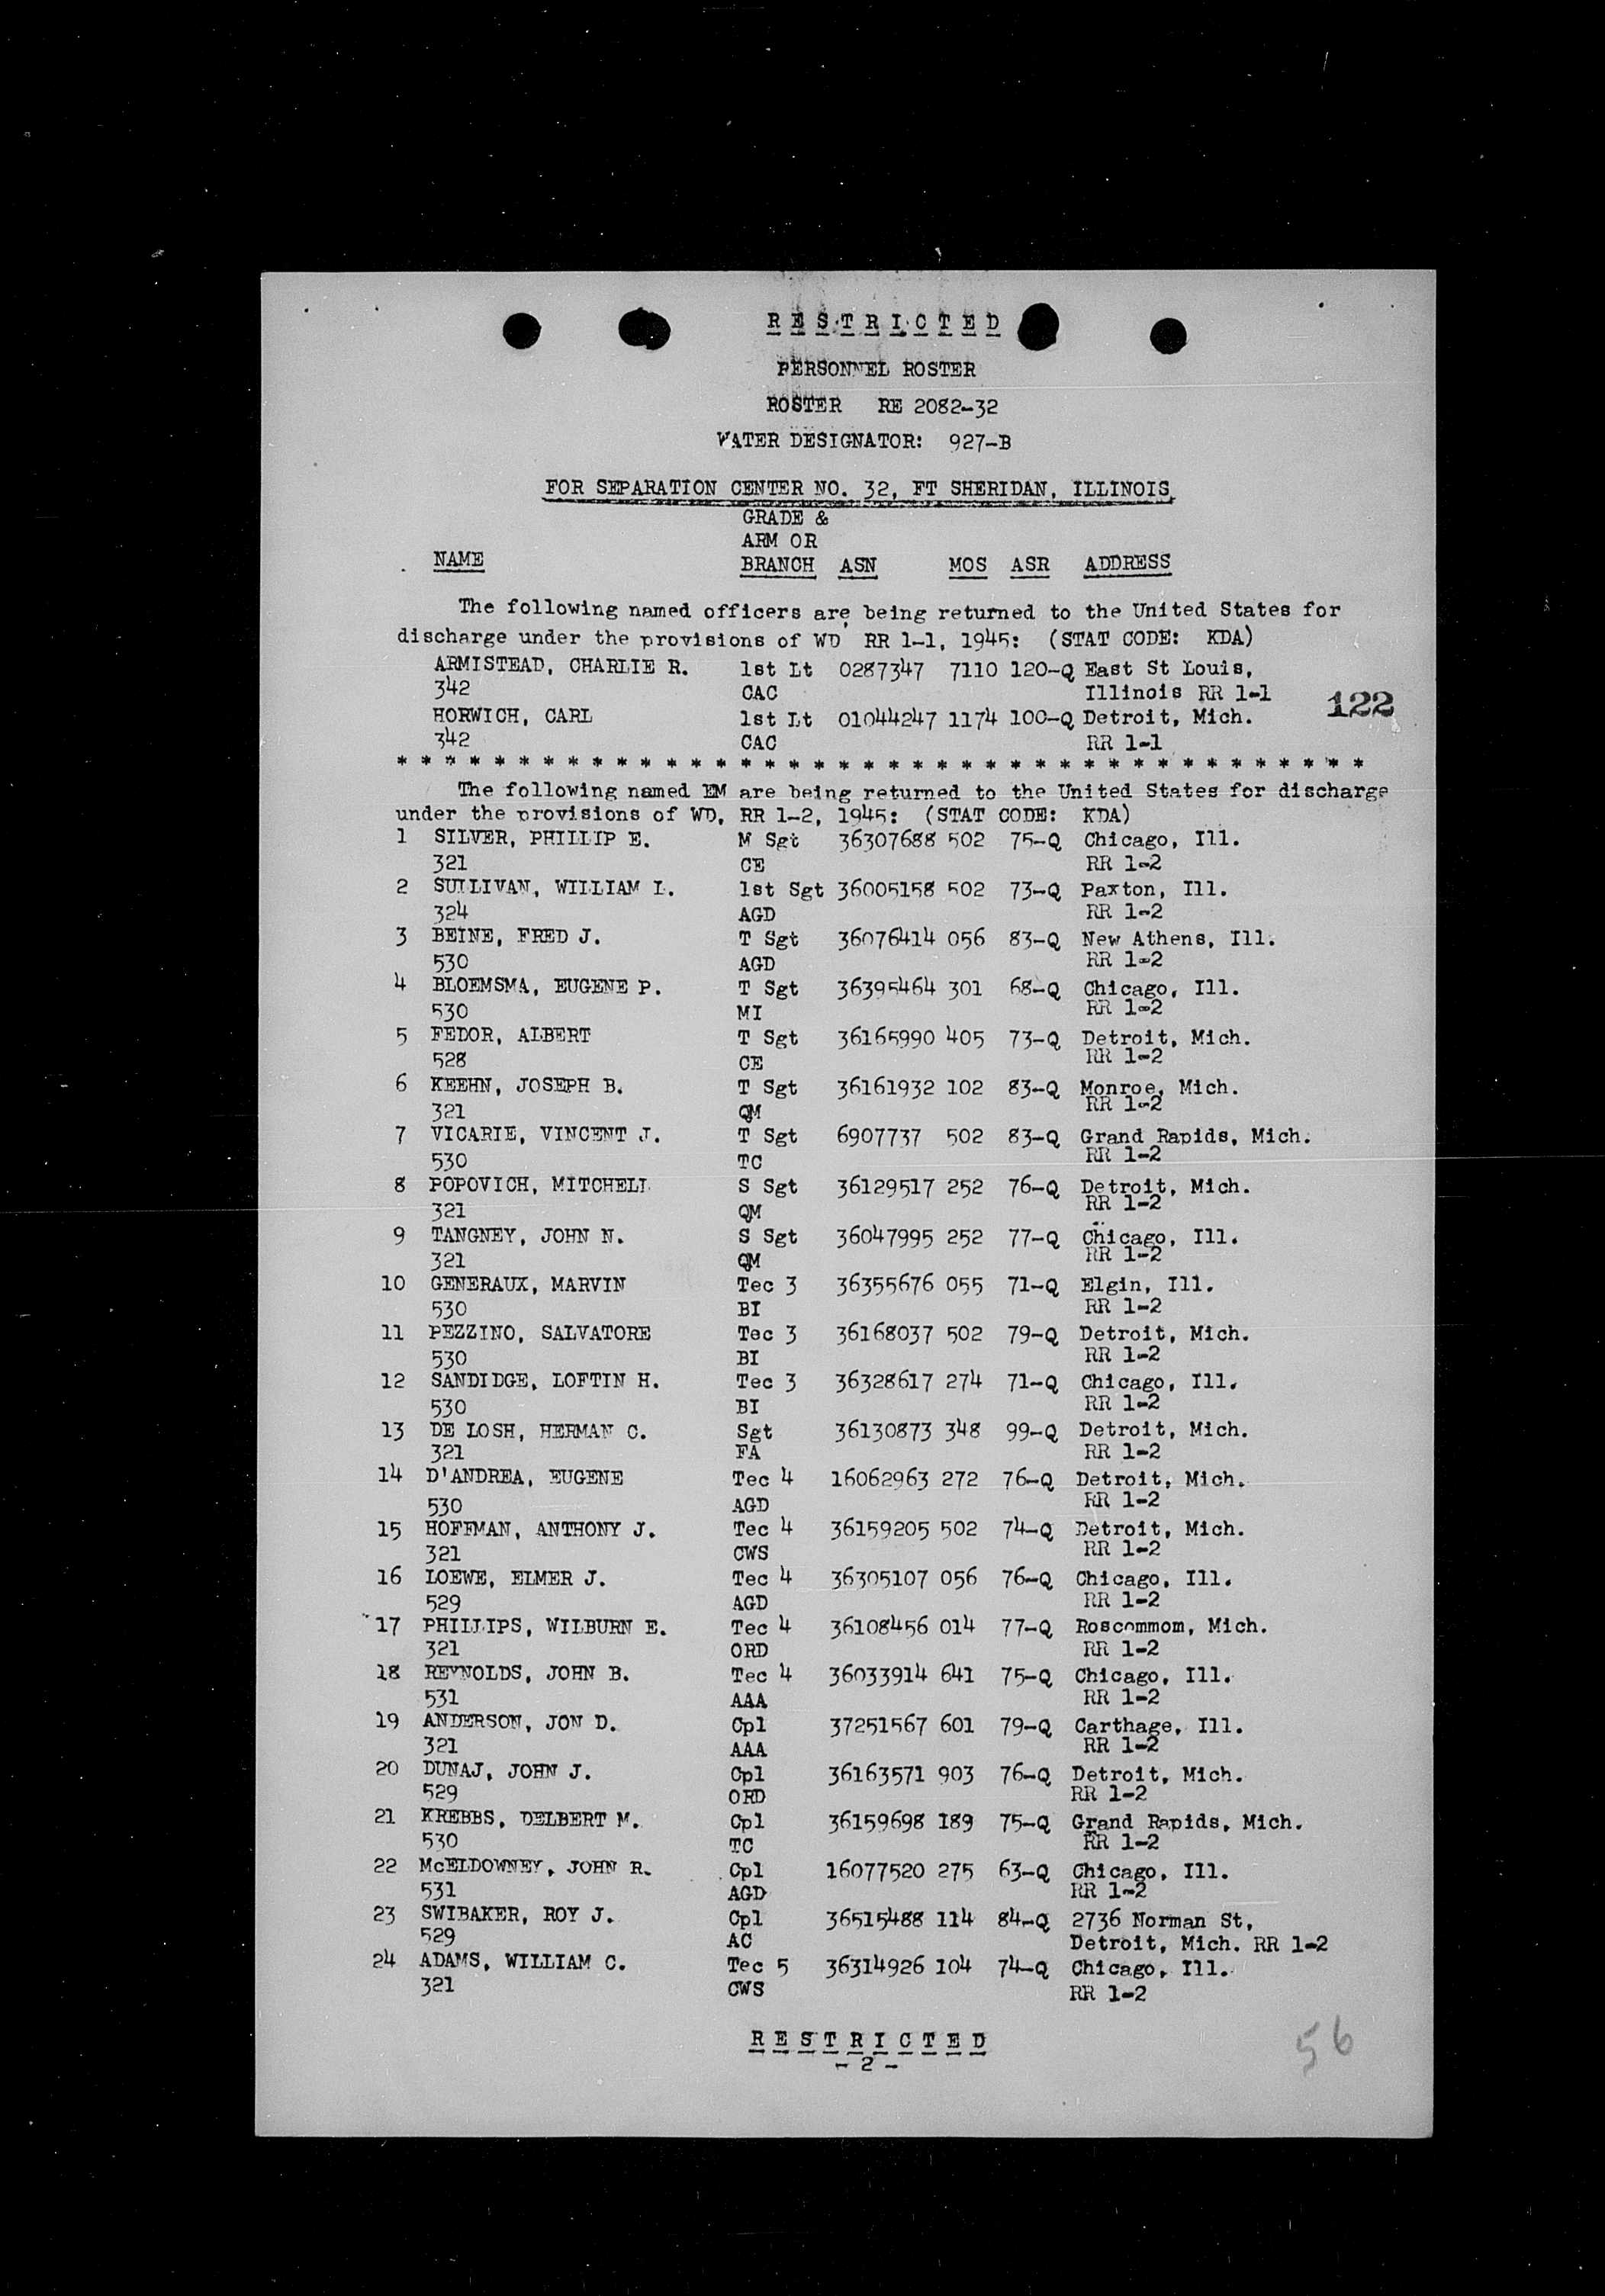 R E S T R I C T E D
PERSONNEL ROSTER
ROSTER RE 2082-32
WATER DESIGNATOR: 927-B
FOR SEPARATION CENTER NO. 32, FT SHERIDAN, ILLINOIS
GRADE &
ARM OR
NAME BRANCH ASN MOS ASR ADDRESS
The following named officers are being returned to the United States for
discharge under the provisions of WD RR 1-1, 1945: (STAT CODE: KDA)
ARMISTEAD, CHARLIE R. 1st Lt 0287347 7110 120-Q East St Louis,
342 CAC Illinois RR 1-1
122
HORWICH, CARL 1st Lt 01044247 1174 100-Q Detroit, Mich.
342 CAC RR 1-1
* * * * * * * * * * * * * * * * * * * * * * * * * * * * * * * * * * * * * * * *
The following named EM are being returned to the United States for discharge
under the provisions of WD, RR 1-2, 1945: (STAT CODE: KDA)
1 SILVER, PHILLIP E. M Sgt 36307688 502 75-Q Chicago, Ill.
321 CE RR 1-2
2 SULLIVAN, WILLIAM L. 1st Sgt 36005158 502 73-Q Paxton, Ill.
324 AGD RR 1-2
3 BEINE, FRED J. T Sgt 36076414 056 83-Q New Athens, Ill.
530 AGD RR 1-2
4 BLOEMSMA, EUGENE P. T Sgt 36395464 301 68-Q Chicago, Ill.
530 MI RR 1-2
5 FEDOR, ALBERT T Sgt 36165990 405 73-Q Detroit, Mich.
528 CE RR 1-2
6 KEEHN, JOSEPH B. T Sgt 36161932 102 83-Q Monroe, Mich.
321 QM RR 1-2
7 VICARIE, VINCENT J. T Sgt 6907737 502 83-Q Grand Rapids, Mich.
530 TC RR 1-2
8 POPOVICH, MITCHELL S Sgt 36129517 252 76-Q Detroit, Mich.
321 QM RR 1-2
9 TANGNEY, JOHN N. S Sgt 36047995 252 77-Q Chicago, Ill.
321 QM RR 1-2
10 GENERAUX, MARVIN Tec 3 36355676 055 71-Q Elgin, Ill.
530 BI RR 1-2
11 PEZZINO, SALVATORE Tec 3 36168037 502 79-Q Detroit, Mich.
530 BI RR 1-2
12 SANDIDGE, LOFTIN H. Tec 3 36328617 274 71-Q Chicago, Ill.
530 BI RR 1-2
13 DE LOSH, HERMAN C. Sgt 36130873 348 99-Q Detroit, Mich.
321 FA RR 1-2
14 D'ANDREA, EUGENE Tec 4 16062963 272 76-Q Detroit, Mich.
530 AGD RR 1-2
15 HOFFMAN, ANTHONY J. Tec 4 36159205 502 74-Q Detroit, Mich.
321 CWS RR 1-2
16 LOEWE, ELMER J. Tec 4 36305107 056 76-Q Chicago, Ill.
529 AGD RR 1-2
17 PHILLIPS, WILBURN E. Tec 4 36108456 014 77-Q Roscommom, Mich.
321 ORD RR 1-2
18 REYNOLDS, JOHN B. Tec 4 36033914 641 75-Q Chicago, Ill.
531 AAA RR 1-2
19 ANDERSON, JON D. Cpl 37251567 601 79-Q Carthage, Ill.
321 AAA RR 1-2
20 DUNAJ, JOHN J. Cpl 36163571 903 76-Q Detroit, Mich.
529 ORD RR 1-2
21 KREBBS, DELBERT M. Cpl 36159698 189 75-Q Grand Rapids, Mich.
530 TC RR 1-2
22 McELDOWNEY, JOHN R. Cpl 16077520 275 63-Q Chicago, Ill.
531 AGD RR 1-2
23 SWIBAKER, ROY J. Cpl 36515488 114 84-Q 2736 Norman St,
529 AC Detroit, Mich. RR 1-2
24 ADAMS, WILLIAM C. Tec 5 36314926 104 74-Q Chicago, Ill.
321 CWS RR 1-2
R E S T R I C T E D
- 2 -
56